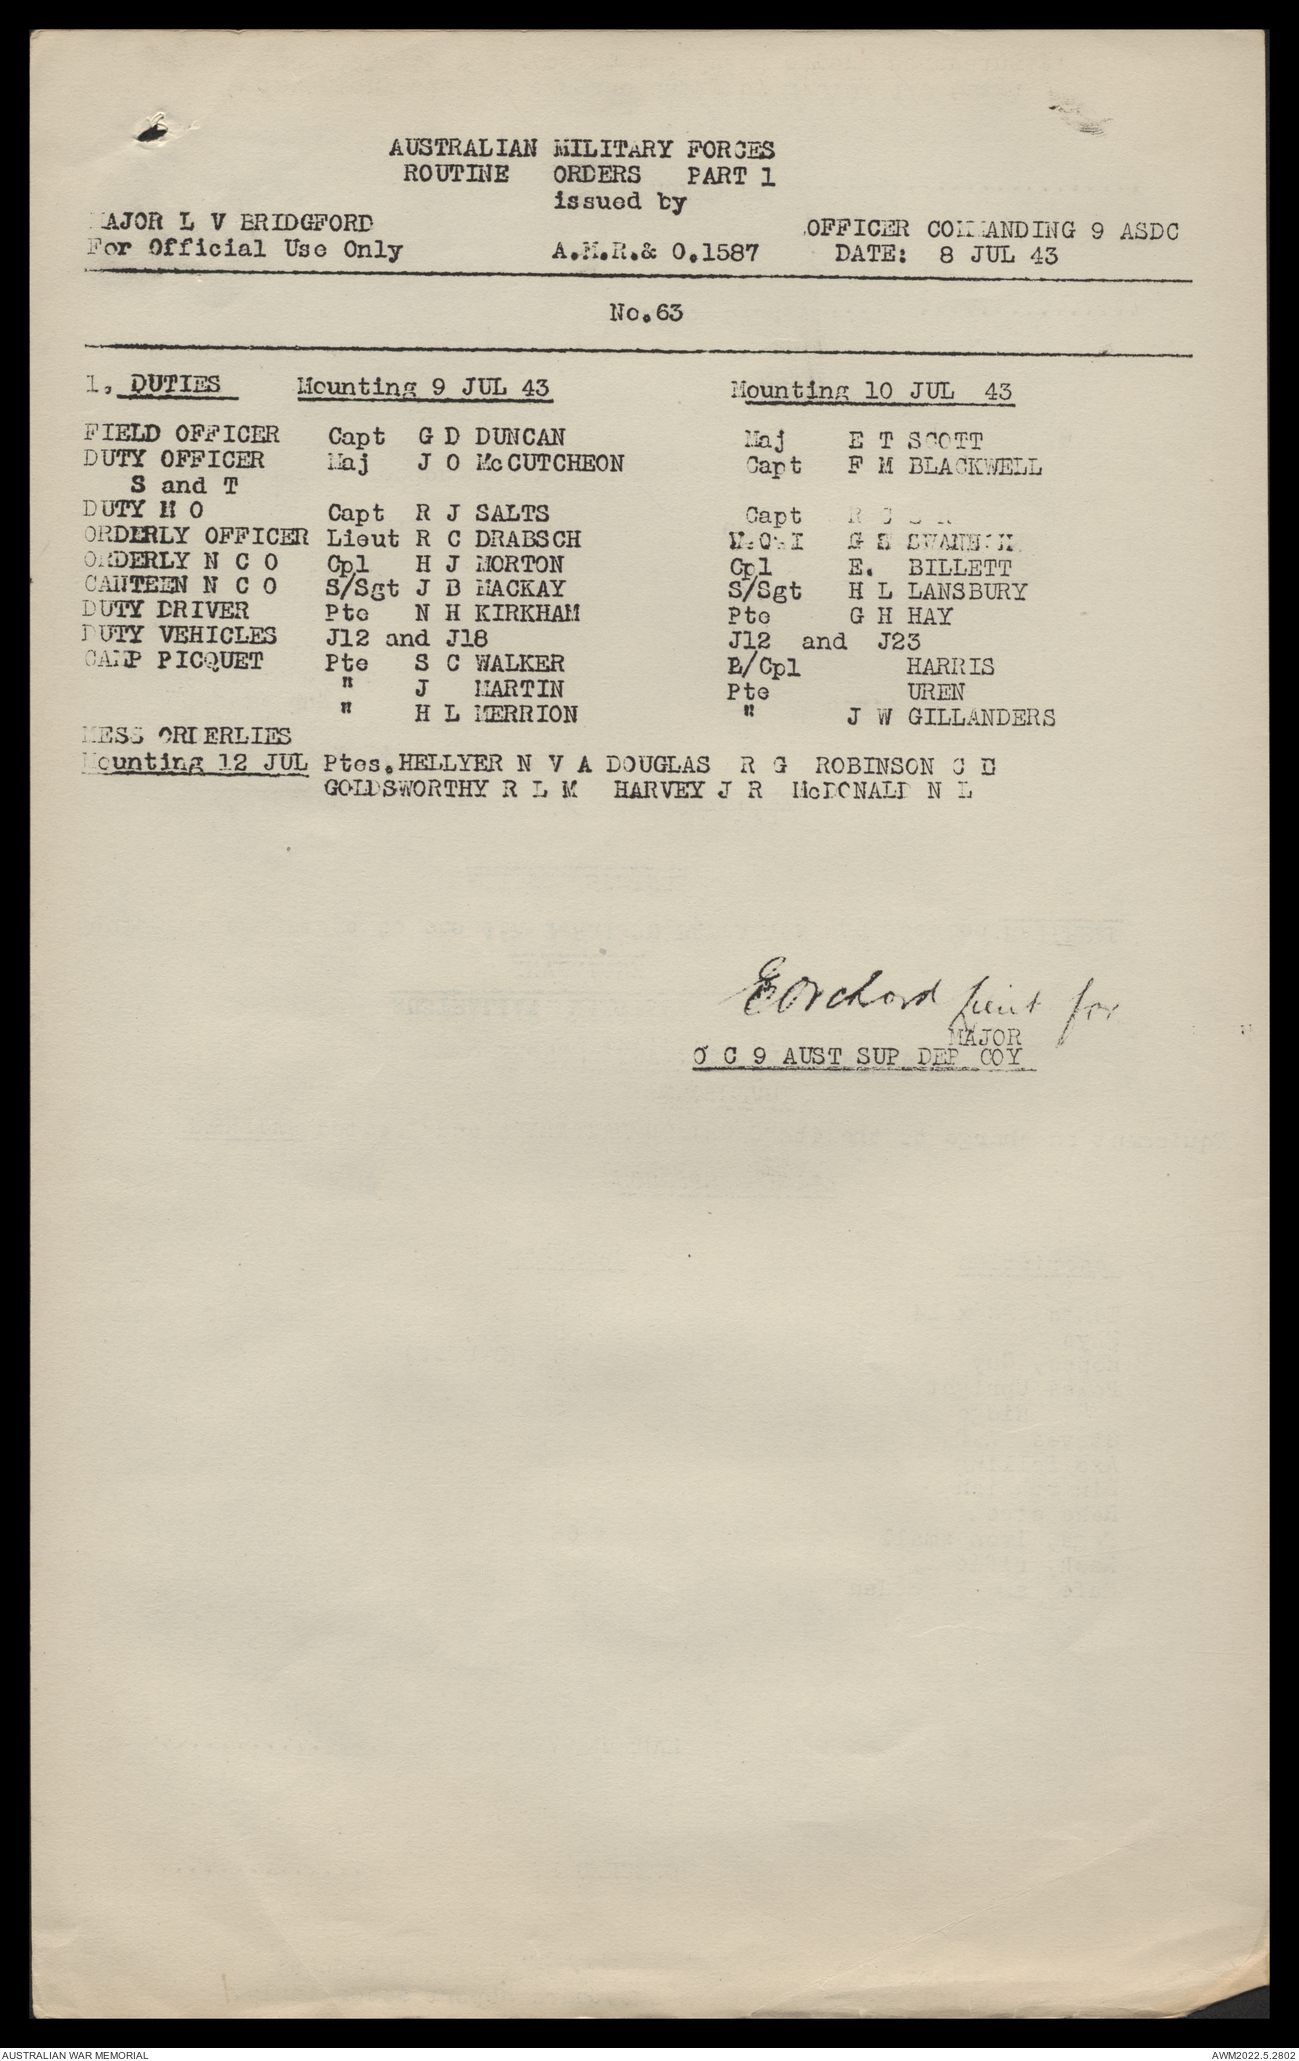 AUSTRALIAN MILITARY FORCES
ROUTINE ORDERS PART 1
issued by
MAJOR L V BRIDGFORD OFFICER COMMANDING 9 ASDC
For Official Use Only A.M.R.& O.1587 DATE: 8 JUL 43
No.63
1, DUTIES Mounting 9 JUL 43 Mounting 10 JUL 43
FIELD OFFICER Capt G D DUNCAN Maj E T SCOTT
DUTY OFFICER Maj J O McCUTCHEON Capt F M BLACKWELL
S and T
DUTY M O Capt R J SALTS Capt R
ORDERLY OFFICER Lieut R C DRABSCH G S
ORDERLY N C O Cpl H J MORTON Cpl E. BILLETT
CANTEEN N C O S/Sgt J B MACKAY S/Sgt H L LANSBURY
DUTY DRIVER Pte N H KIRKHAM Pte G H HAY
DUTY VEHICLES J12 and J18 J12 and J23
CAMP PICQUET Pte S C WALKER L/Cpl HARRIS
" J MARTIN Pte UREN
" H L MERRION " J W GILLANDERS
MESS ORDERLIES
Mounting 12 JUL Ptes.HELLYER N V A DOUGLAS R G ROBINSON C D
GOLDSWORTHY R L M HARVEY J R McDONALD N L
E Orchard Lieut for
MAJOR
O C 9 AUST SUP DEP COY
AUSTRALIAN WAR MEMORIAL AWM2022.5.2802